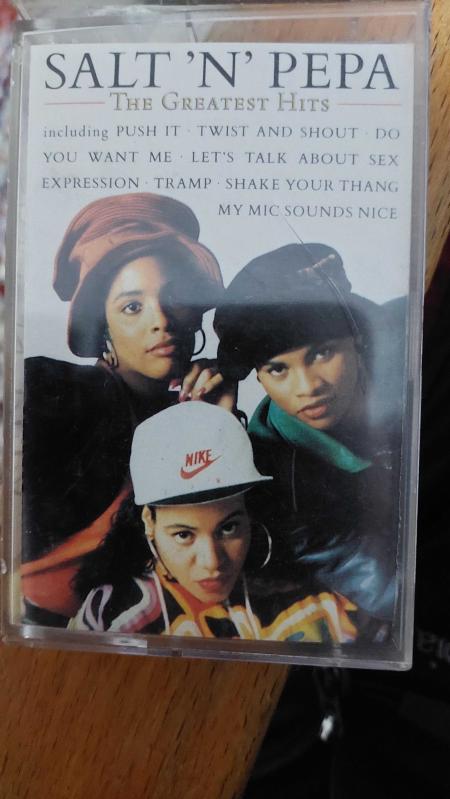 SALT 'N' PEPA
THE GREATEST HITS
including PUSH IT · TWIST AND SHOUT · DO
YOU WANT ME · LET'S TALK ABOUT SEX
EXPRESSION · TRAMP · SHAKE YOUR THANG
MY MIC SOUNDS NICE
NIKE